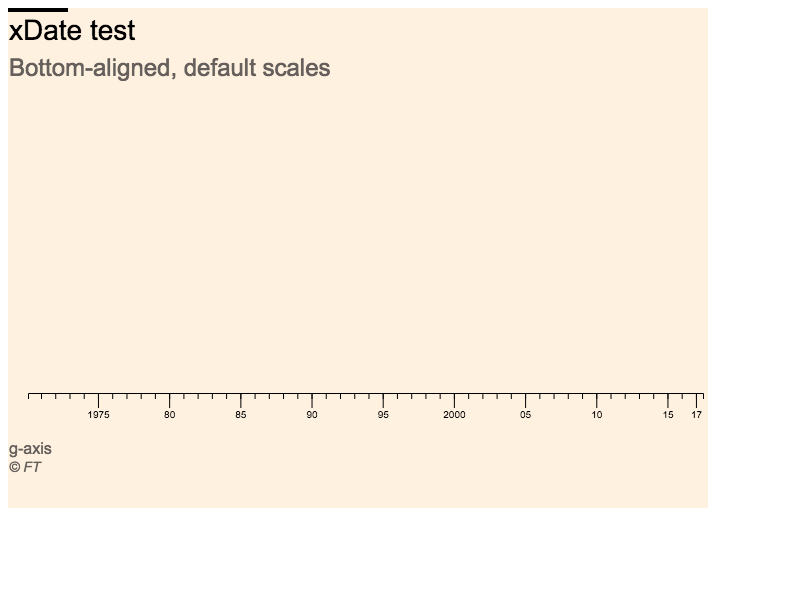 xDate test
Bottom-aligned, default scales
1975 80 85 90 95 2000 05 10 15 17
g-axis
© FT